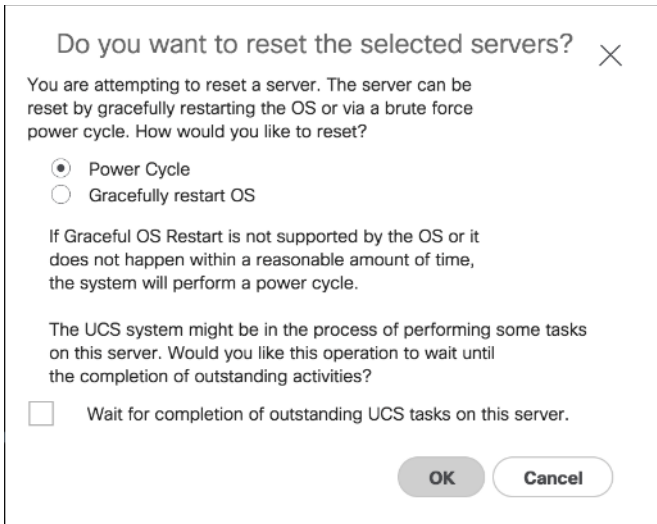 Do you want to reset the selected servers?
You are attempting to reset a server. The server can be
reset by gracefully restarting the OS or via a brute force
power cycle. How would you like to reset?
Power Cycle
Gracefully restart OS
If Graceful OS Restart is not supported by the OS or it
does not happen within a reasonable amount of time,
the system will perform a power cycle.
The UCS system might be in the process of performing some tasks
on this server. Would you like this operation to wait until
the completion of outstanding activities?
Wait for completion of outstanding UCS tasks on this server.
OK Cancel